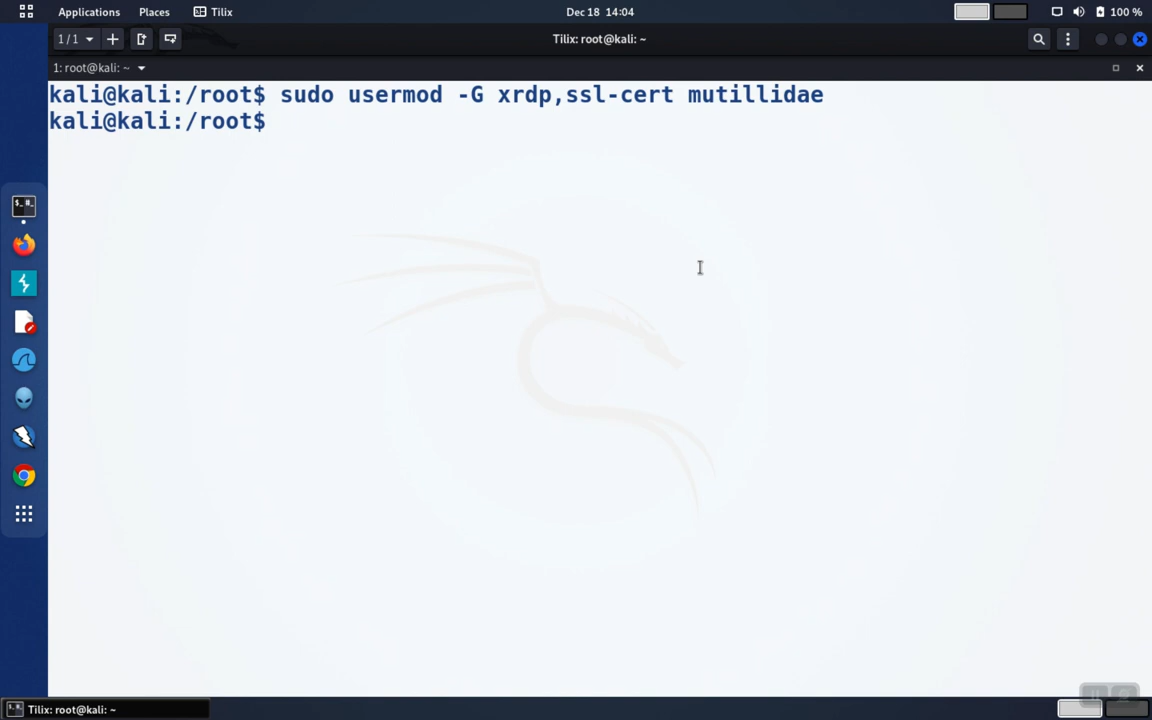 Applications Places Tilix Dec 18 14:04 100 %
1 / 1 Tilix: root@kali: ~
1: root@kali: ~
kali@kali:/root$ sudo usermod -G xrdp,ssl-cert mutillidae
kali@kali:/root$
Tilix: root@kali: ~